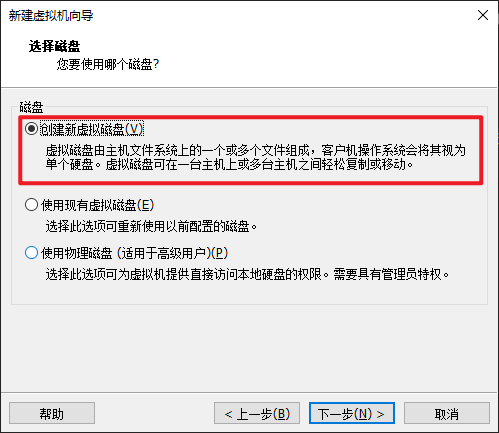 新建虚拟机向导
选择磁盘
您要使用哪个磁盘?
磁盘
创建新虚拟磁盘(V)
虚拟磁盘由主机文件系统上的一个或多个文件组成，客户机操作系统会将其视为
单个硬盘。虚拟磁盘可在一台主机上或多台主机之间轻松复制或移动。
使用现有虚拟磁盘(E)
选择此选项可重新使用以前配置的磁盘。
使用物理磁盘 (适用于高级用户)(P)
选择此选项可为虚拟机提供直接访问本地硬盘的权限。需要具有管理员特权。
帮助
< 上一步(B)
下一步(N) >
取消